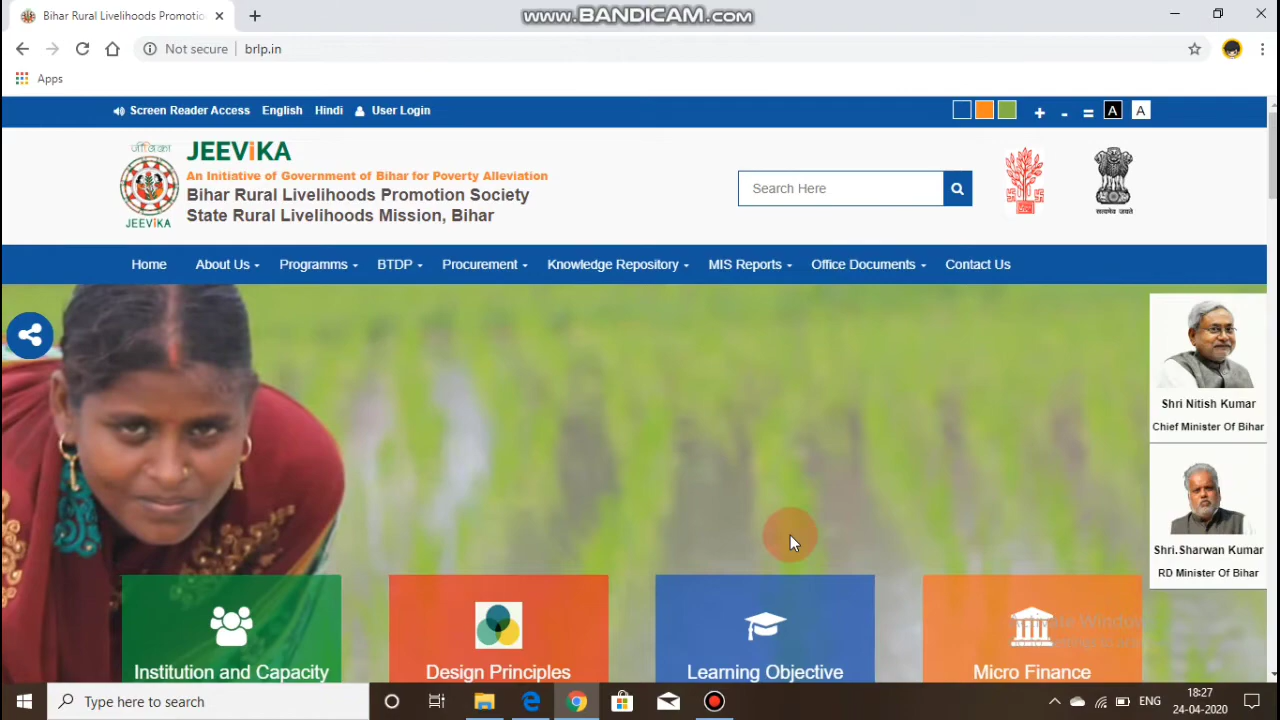 Bihar Rural Livelihoods Promotio
WWW.BANDICAM.COM
Not secure
brlp.in
Apps
Screen Reader Access English Hindi User Login
+ - = A A
जीविका
JEEViKA
JEEViKA
An Initiative of Government of Bihar for Poverty Alleviation
Bihar Rural Livelihoods Promotion Society
State Rural Livelihoods Mission, Bihar
Search Here
सत्यमेव जयते
Home About Us Programms BTDP Procurement Knowledge Repository MIS Reports Office Documents Contact Us
Shri Nitish Kumar
Chief Minister Of Bihar
Shri.Sharwan Kumar
RD Minister Of Bihar
Institution and Capacity
Design Principles
Learning Objective
Micro Finance
Type here to search
ENG
18:27
24-04-2020